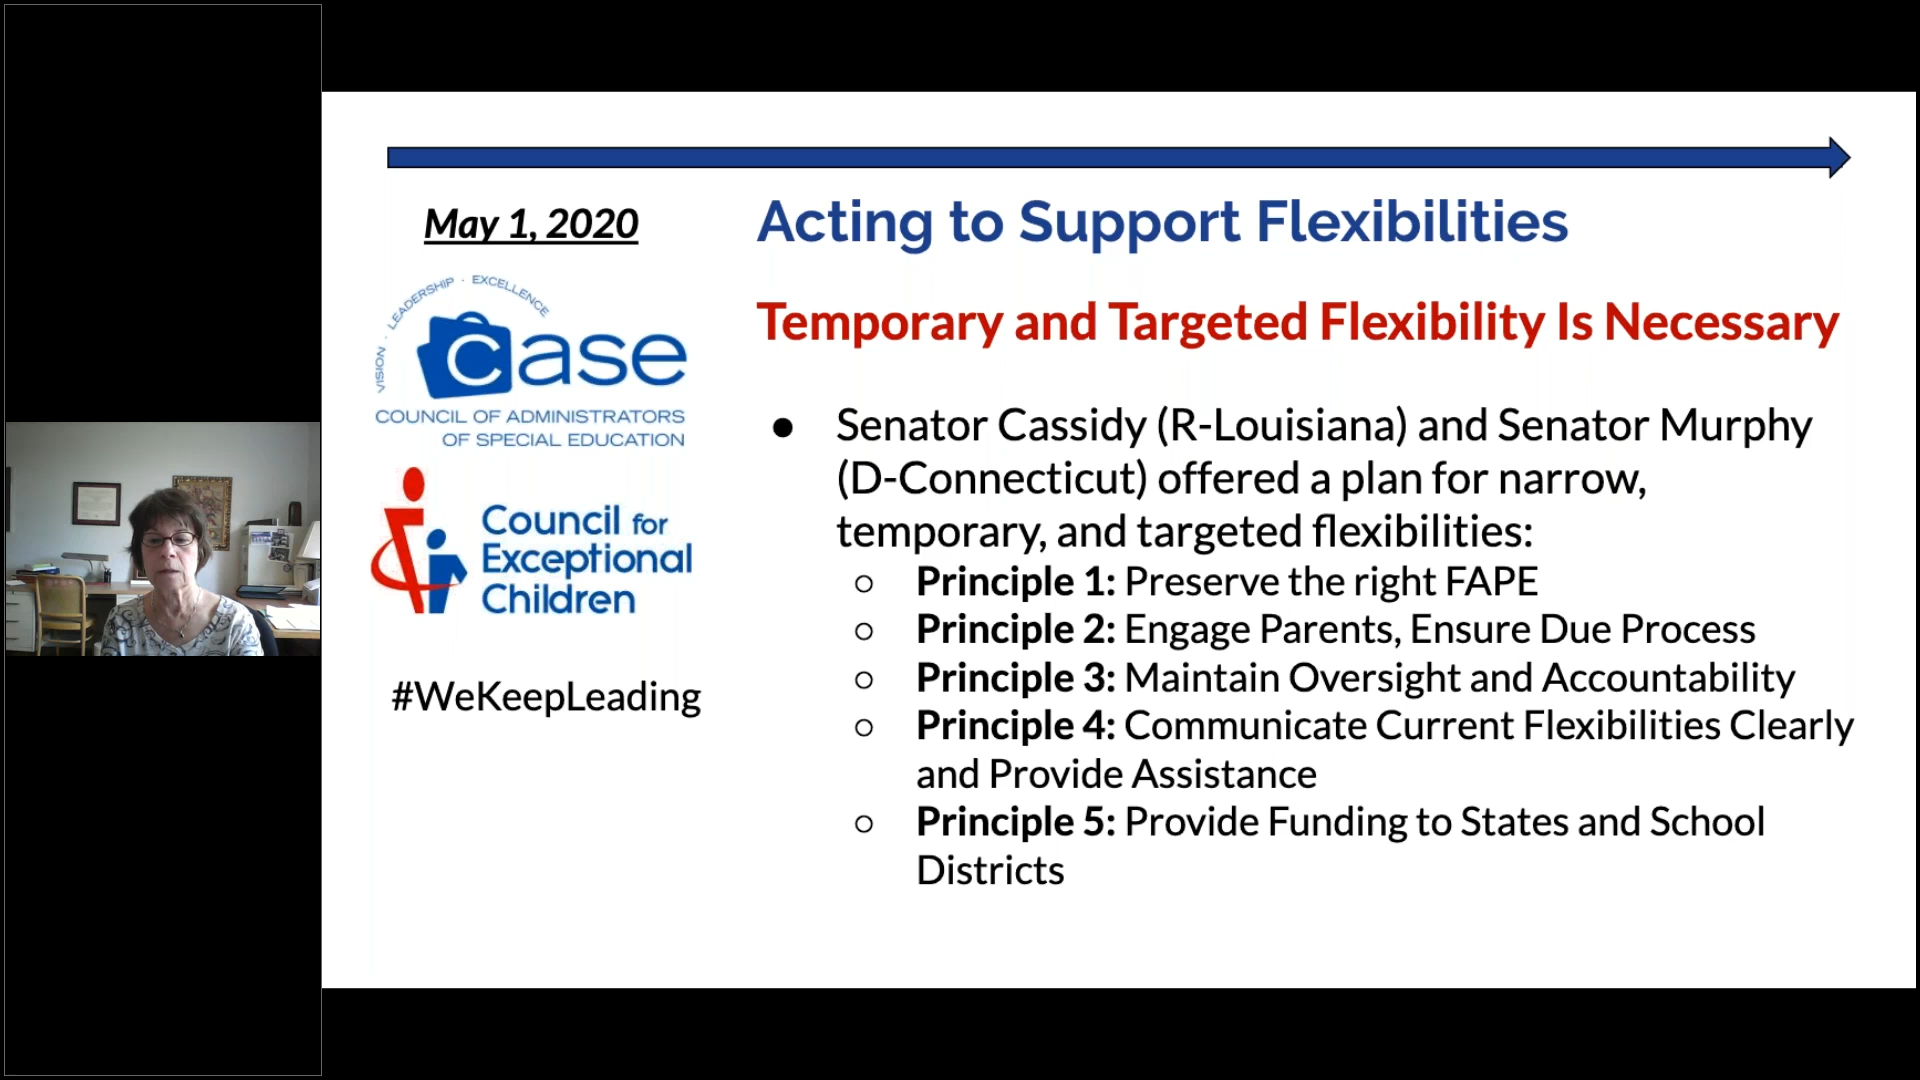 May 1, 2020
VISION · LEADERSHIP · EXCELLENCE
case
COUNCIL OF ADMINISTRATORS
OF SPECIAL EDUCATION
Council for
Exceptional
Children
#WeKeepLeading
Acting to Support Flexibilities
Temporary and Targeted Flexibility Is Necessary
● Senator Cassidy (R-Louisiana) and Senator Murphy
(D-Connecticut) offered a plan for narrow,
temporary, and targeted flexibilities:
○ Principle 1: Preserve the right FAPE
○ Principle 2: Engage Parents, Ensure Due Process
○ Principle 3: Maintain Oversight and Accountability
○ Principle 4: Communicate Current Flexibilities Clearly
and Provide Assistance
○ Principle 5: Provide Funding to States and School
Districts